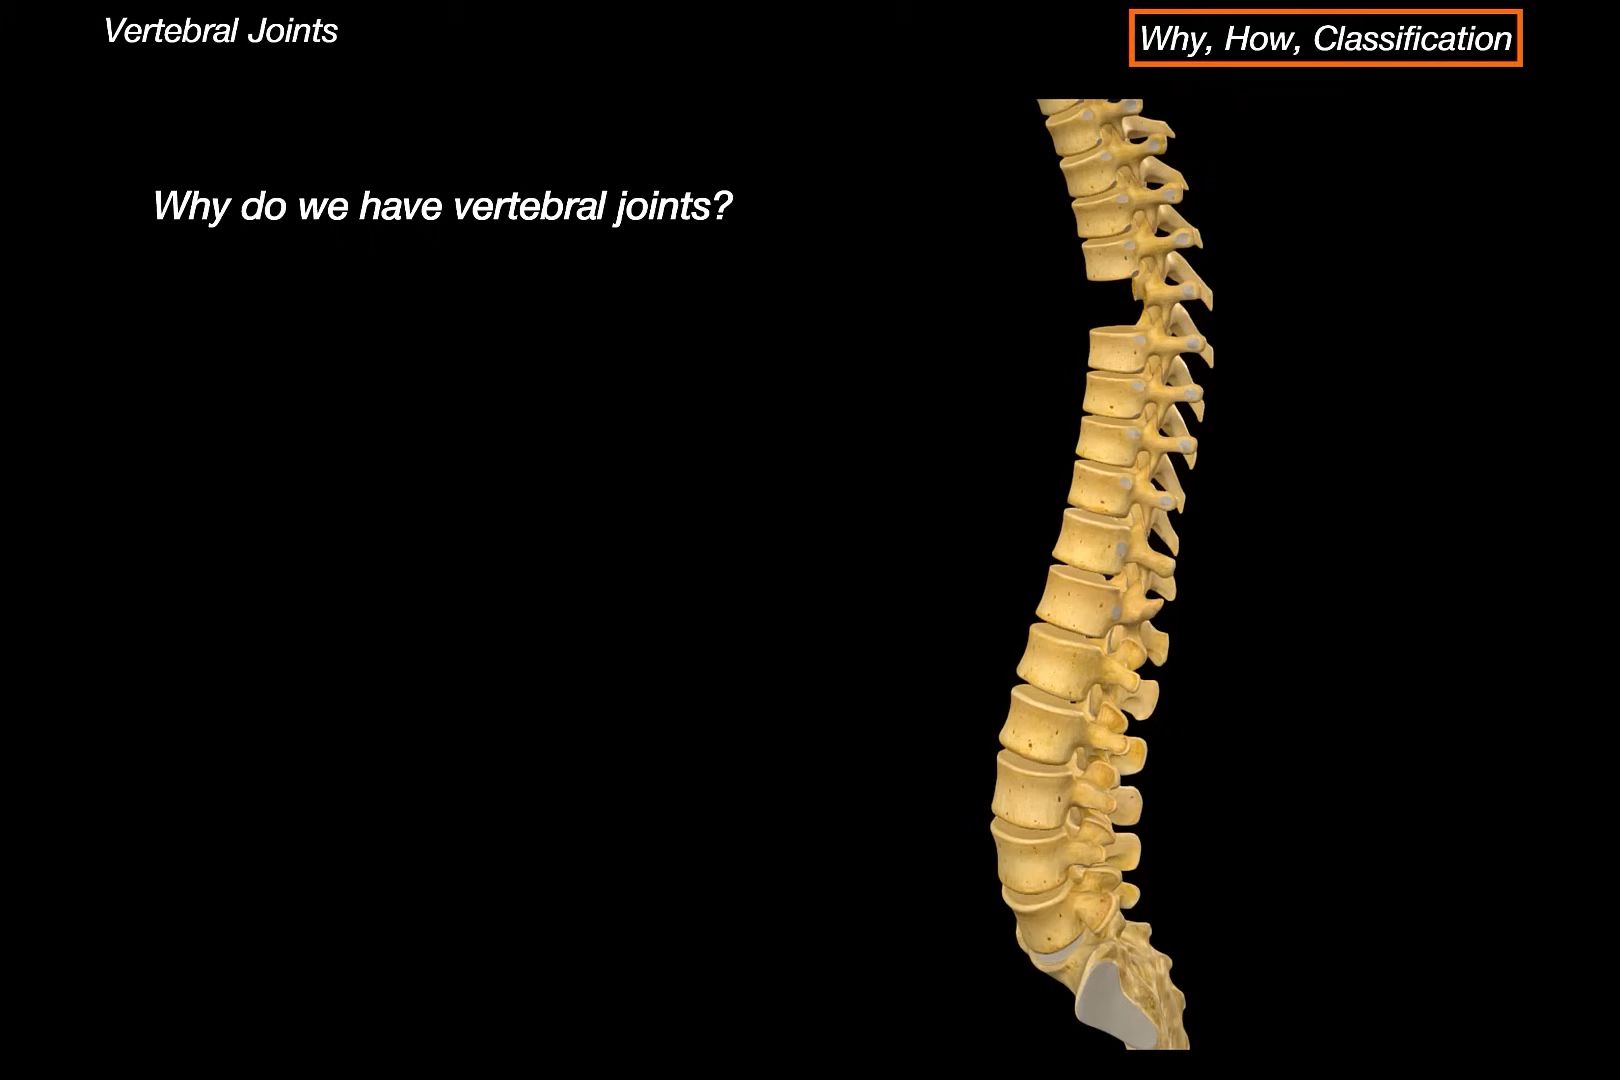 Vertebral Joints
Why, How, Classification
Why do we have vertebral joints?